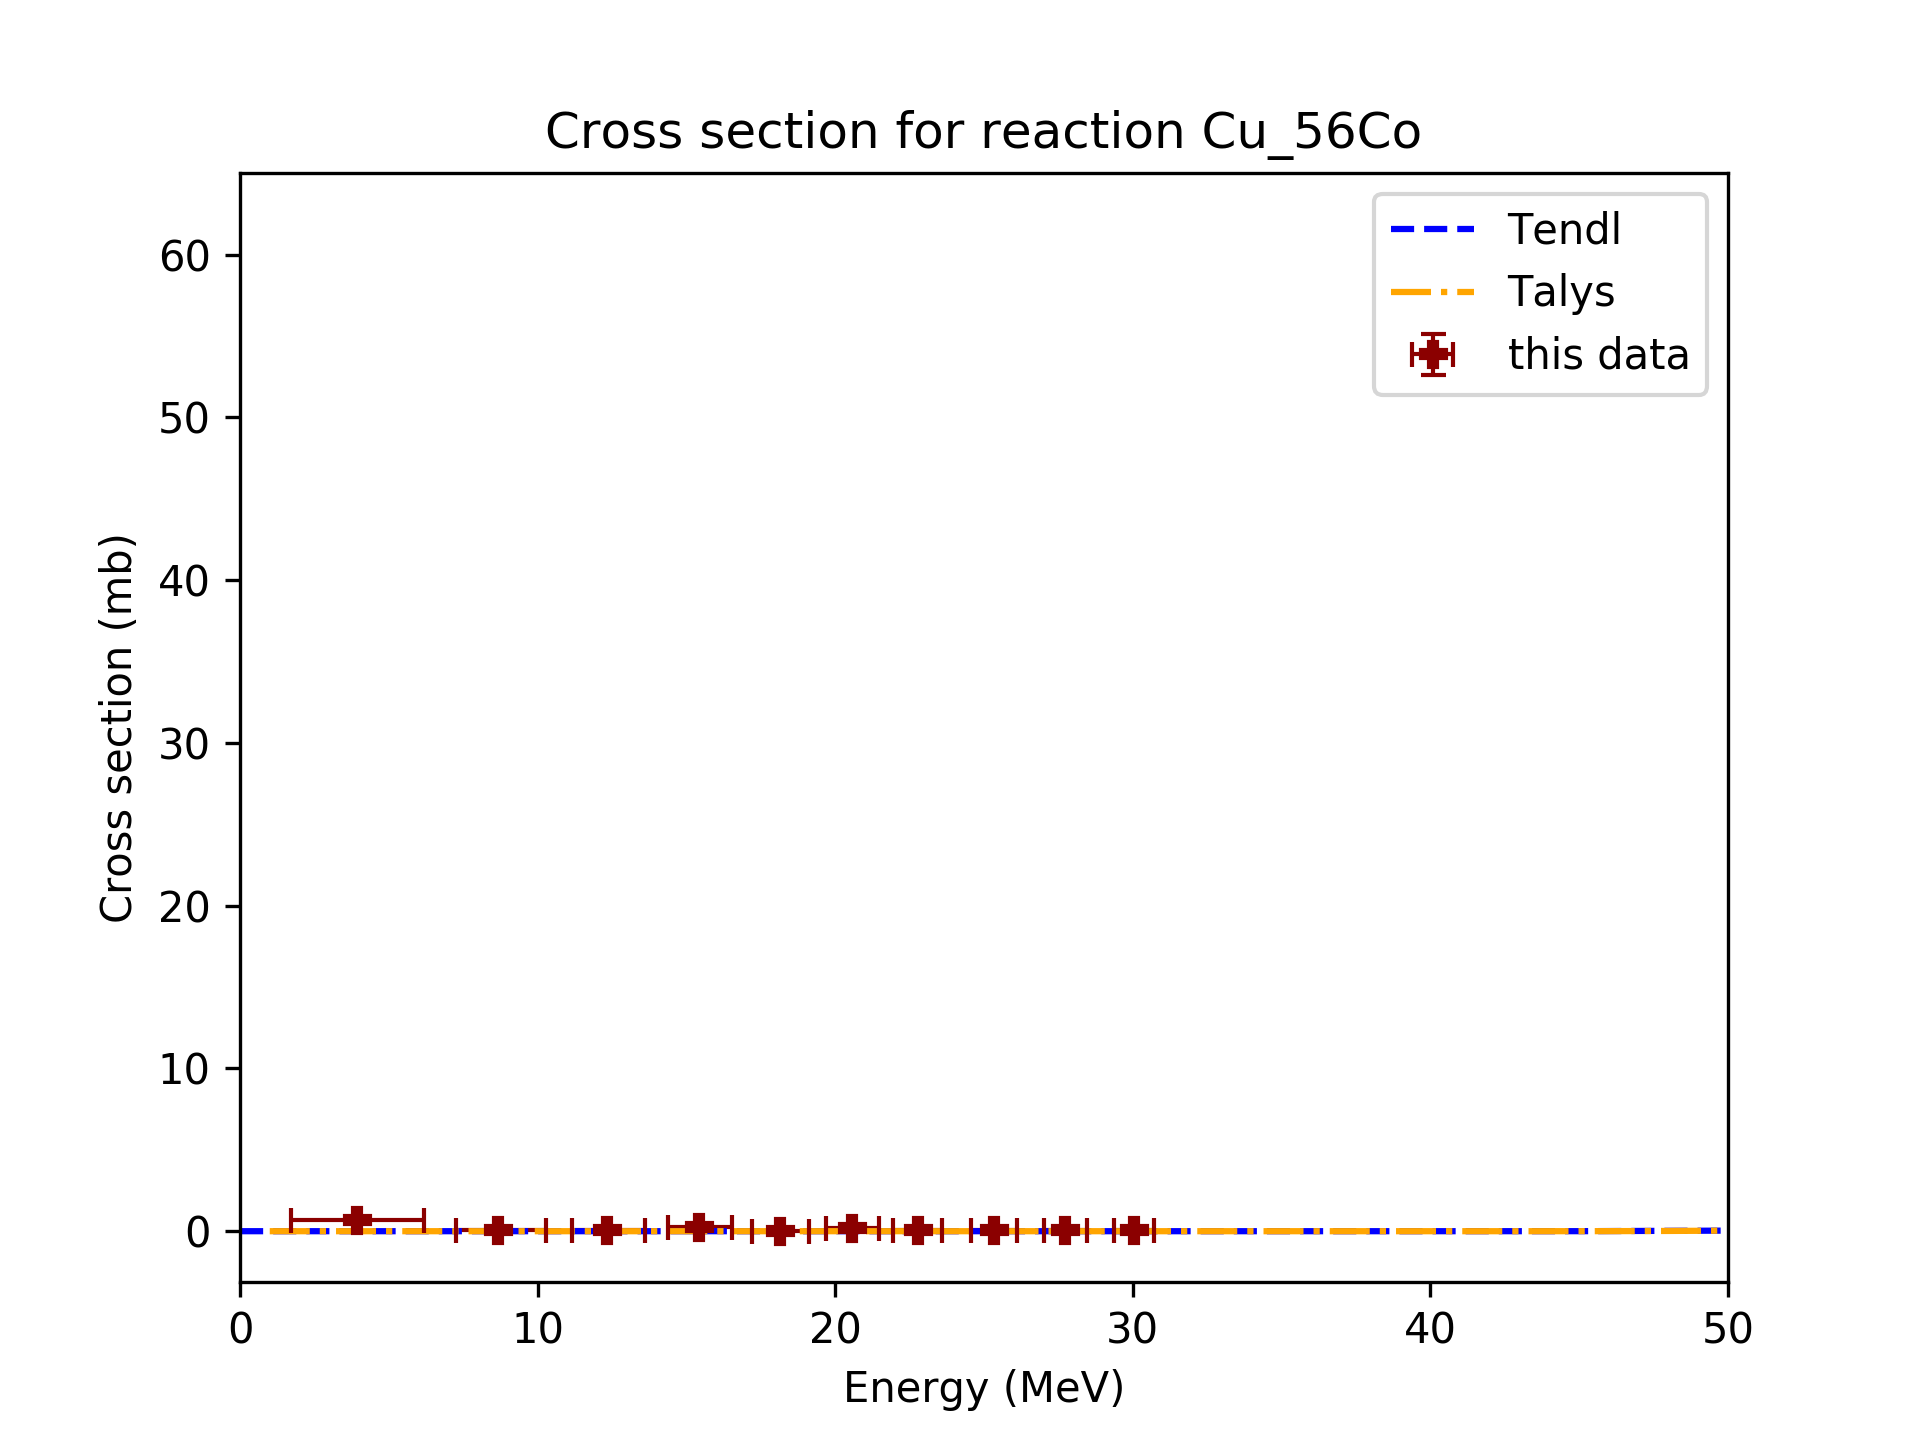 Cross section for reaction Cu_56Co
Tendl
Talys
this data
Cross section (mb)
60
50
40
30
20
10
0
0 10 20 30 40 50
Energy (MeV)